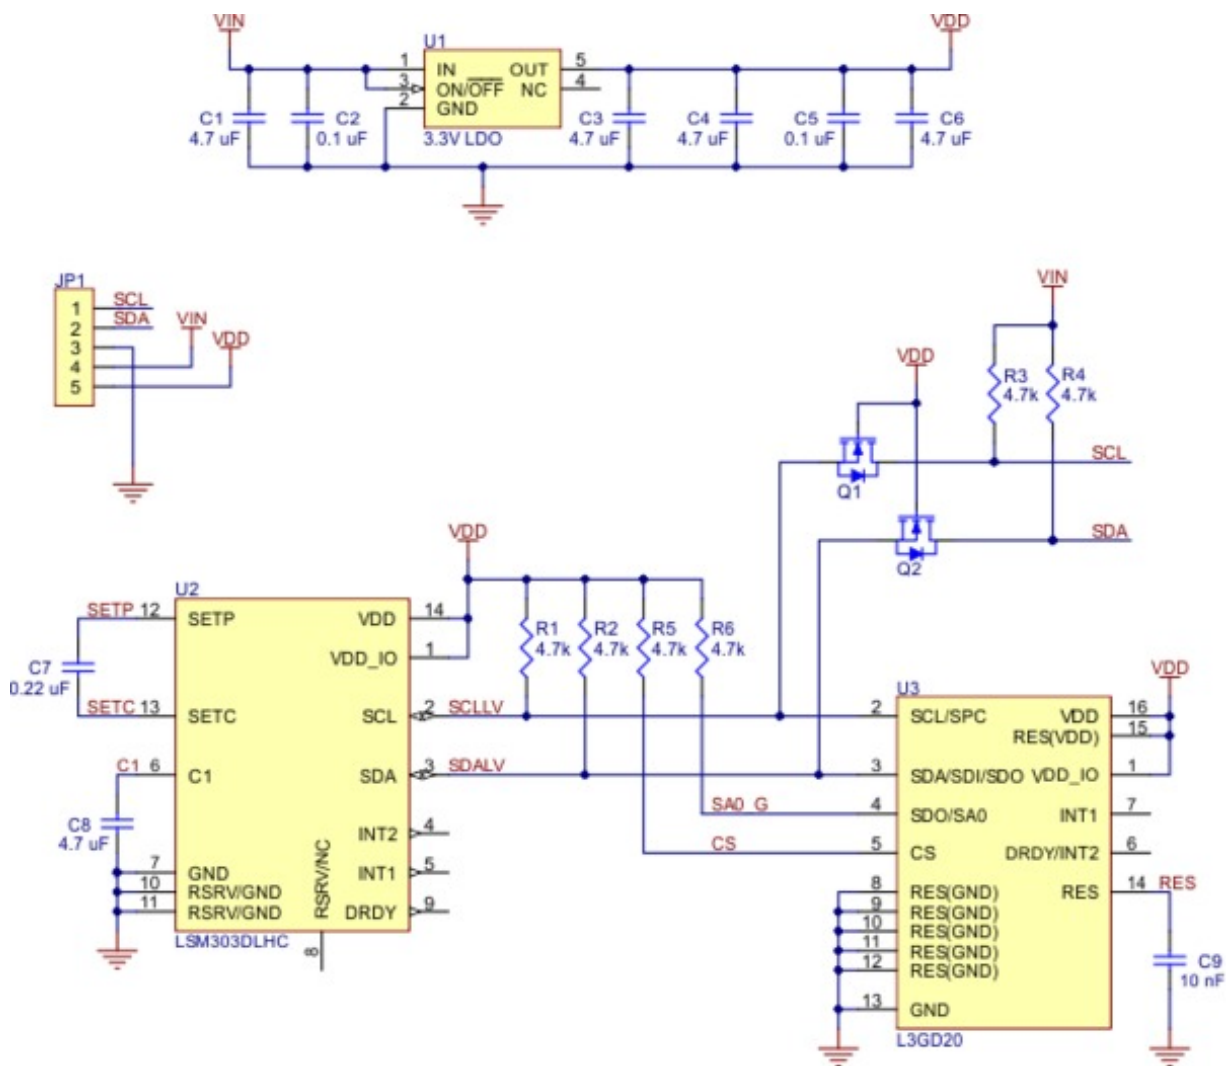 VIN
VDD
U1
1 IN OUT 5
3 ON/OFF NC 4
2 GND
3.3V LDO
C1
4.7 uF
C2
0.1 uF
C3
4.7 uF
C4
4.7 uF
C5
0.1 uF
C6
4.7 uF
JP1
1 SCL
2 SDA
3
4
5
VIN
VDD
VIN
VDD
R3
4.7k
R4
4.7k
SCL
Q1
SDA
Q2
VDD
U2
SETP 12 SETP
SETC 13 SETC
C1 6 C1
7 GND
10 RSRV/GND
11 RSRV/GND
VDD 14
VDD_IO 1
SCL 2 SCLLV
SDA 3 SDALV
INT2 4
INT1 5
DRDY 9
RSRV/NC
8
LSM303DLHC
C7
0.22 uF
C8
4.7 uF
R1
4.7k
R2
4.7k
R5
4.7k
R6
4.7k
SA0_G
CS
VDD
U3
2 SCL/SPC
3 SDA/SDI/SDO
4 SDO/SA0
5 CS
8 RES(GND)
9 RES(GND)
10 RES(GND)
11 RES(GND)
12 RES(GND)
13 GND
VDD 16
RES(VDD) 15
VDD_IO 1
INT1 7
DRDY/INT2 6
RES 14 RES
L3GD20
C9
10 nF